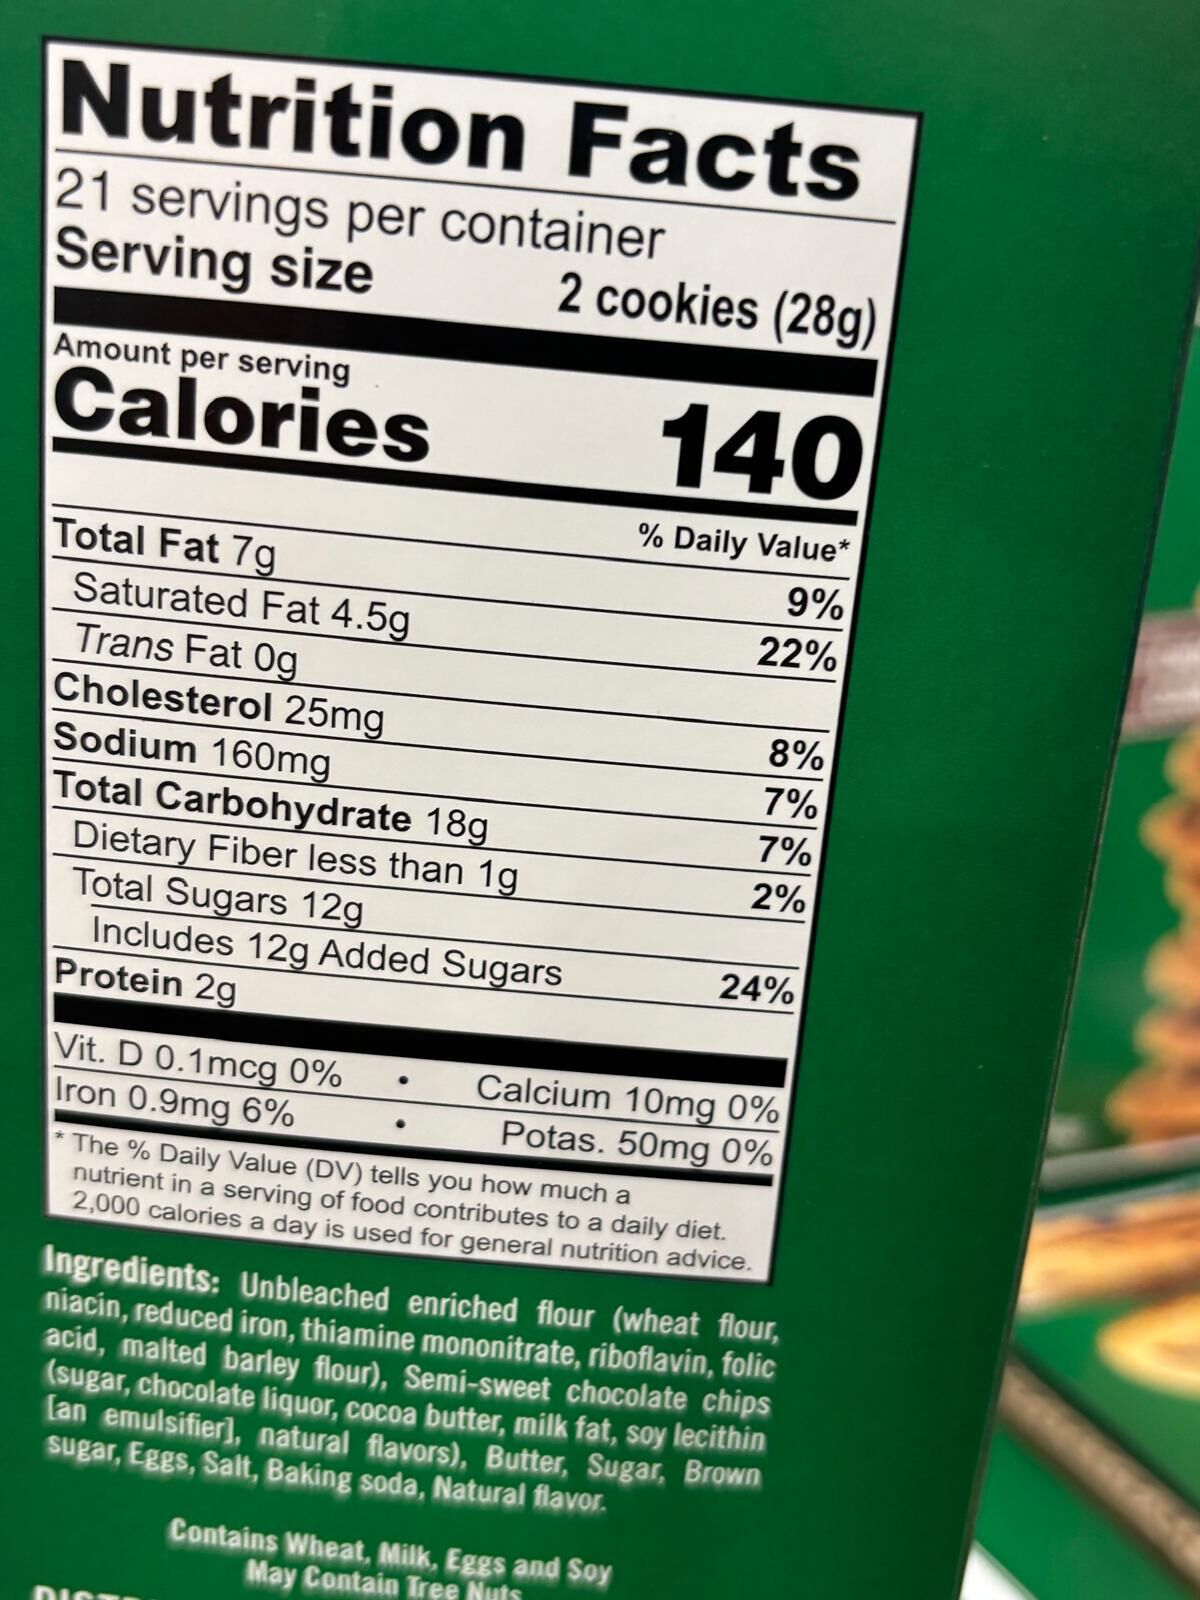 Nutrition Facts
21 servings per container
Serving size 2 cookies (28g)
Amount per serving
Calories 140
% Daily Value*
Total Fat 7g 9%
Saturated Fat 4.5g 22%
Trans Fat 0g
Cholesterol 25mg 8%
Sodium 160mg 7%
Total Carbohydrate 18g 7%
Dietary Fiber less than 1g 2%
Total Sugars 12g
Includes 12g Added Sugars 24%
Protein 2g
Vit. D 0.1mcg 0% • Calcium 10mg 0%
Iron 0.9mg 6% • Potas. 50mg 0%
* The % Daily Value (DV) tells you how much a
nutrient in a serving of food contributes to a daily diet.
2,000 calories a day is used for general nutrition advice.
Ingredients: Unbleached enriched flour (wheat flour,
niacin, reduced iron, thiamine mononitrate, riboflavin, folic
acid, malted barley flour), Semi-sweet chocolate chips
(sugar, chocolate liquor, cocoa butter, milk fat, soy lecithin
[an emulsifier], natural flavors), Butter, Sugar, Brown
sugar, Eggs, Salt, Baking soda, Natural flavor.
Contains Wheat, Milk, Eggs and Soy
May Contain Tree Nuts